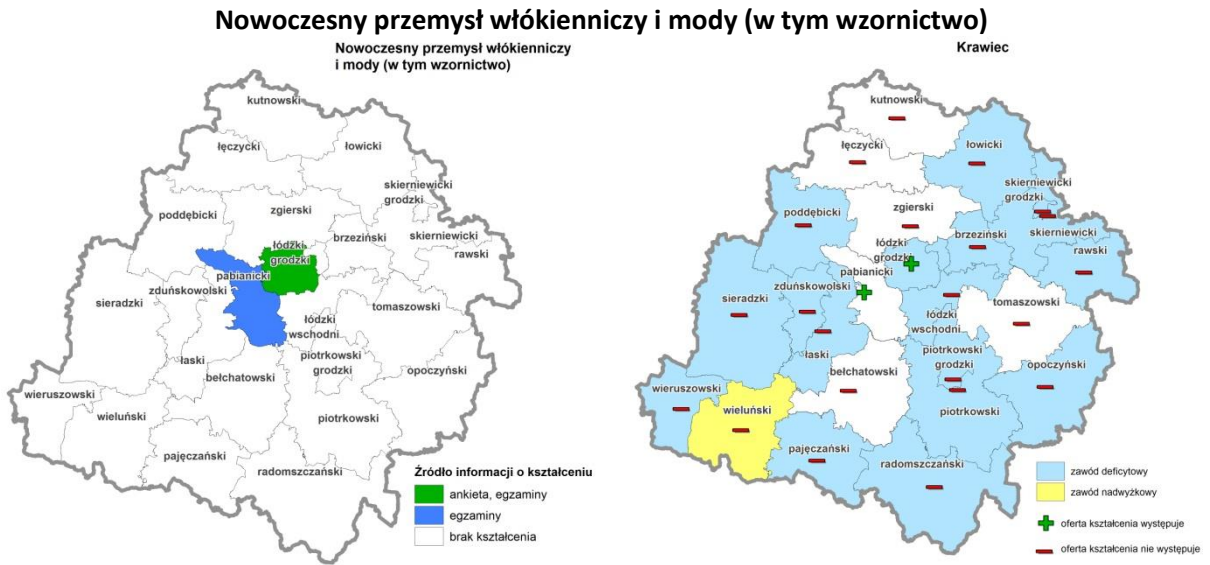 Nowoczesny przemysł włókienniczy i mody (w tym wzornictwo)
Nowoczesny przemysł włókienniczy
i mody (w tym wzornictwo)
kutnowski
łęczycki
łowicki
skierniewicki
grodzki
poddębicki
zgierski
brzeziński
skierniewicki
rawski
łódzki
grodzki
pabianicki
sieradzki
zduńskowolski
tomaszowski
łódzki
wschodni
łaski
bełchatowski
piotrkowski
grodzki
opoczyński
wieruszowski
wieluński
piotrkowski
pajęczański
radomszczański
Źródło informacji o kształceniu
ankieta, egzaminy
egzaminy
brak kształcenia
Krawiec
kutnowski
łęczycki
łowicki
skierniewicki
grodzki
poddębicki
zgierski
brzeziński
skierniewicki
rawski
łódzki
grodzki
pabianicki
zduńskowolski
sieradzki
tomaszowski
łódzki
wschodni
łaski
piotrkowski
grodzki
opoczyński
bełchatowski
wieruszowski
wieluński
piotrkowski
pajęczański
radomszczański
zawód deficytowy
zawód nadwyżkowy
oferta kształcenia występuje
oferta kształcenia nie występuje